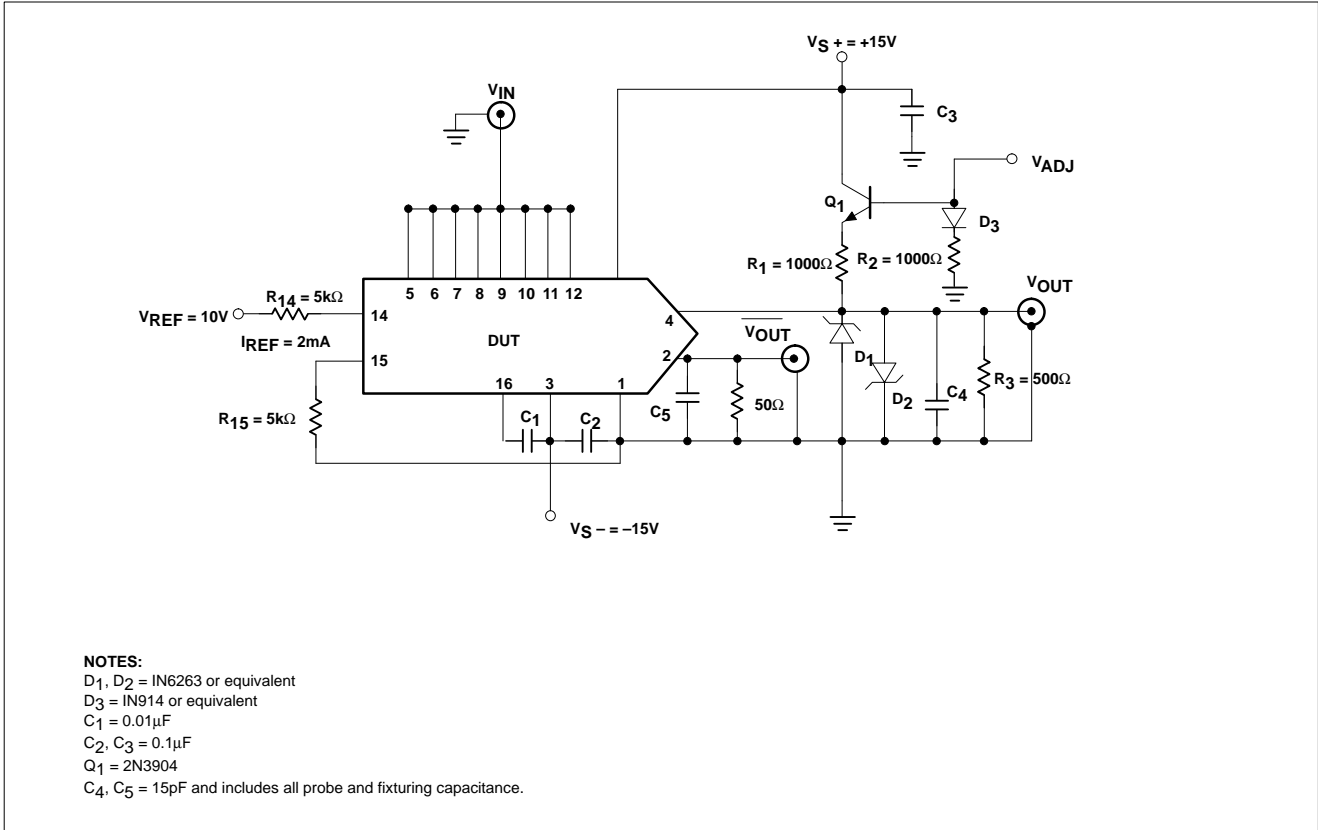 VS + = +15V
VIN
C3
VADJ
Q1
D3
R1 = 1000Ω
R2 = 1000Ω
VOUT
5 6 7 8 9 10 11 12
R14 = 5kΩ
VREF = 10V
14
4
IREF = 2mA
DUT
VOUT
15
2
D1
R3 = 500Ω
16 3 1
D2
C4
C5
50Ω
R15 = 5kΩ
C1
C2
VS – = –15V
NOTES:
D1, D2 = IN6263 or equivalent
D3 = IN914 or equivalent
C1 = 0.01µF
C2, C3 = 0.1µF
Q1 = 2N3904
C4, C5 = 15pF and includes all probe and fixturing capacitance.